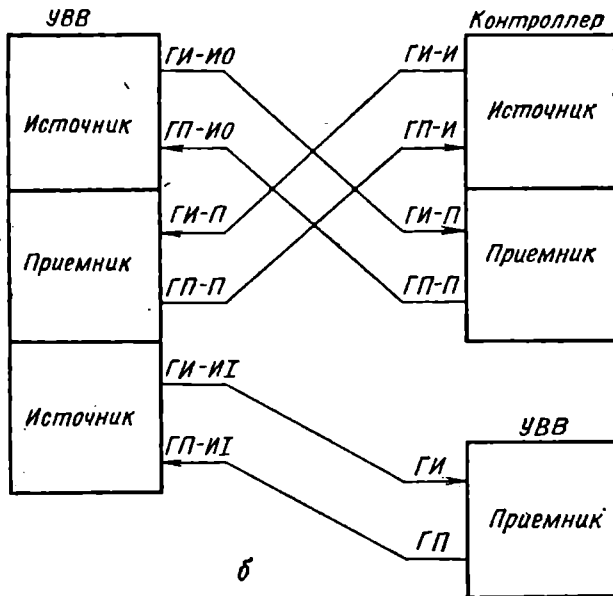 УВВ
Контроллер
ГИ-ИО
ГИ-И
Источник
ГП-ИО
ГП-И
Источник
ГИ-П
ГИ-П
Приемник
ГП-П
ГП-П
Приемник
ГИ-ИI
Источник
ГП-ИI
УВВ
ГИ
Приемник
ГП
б